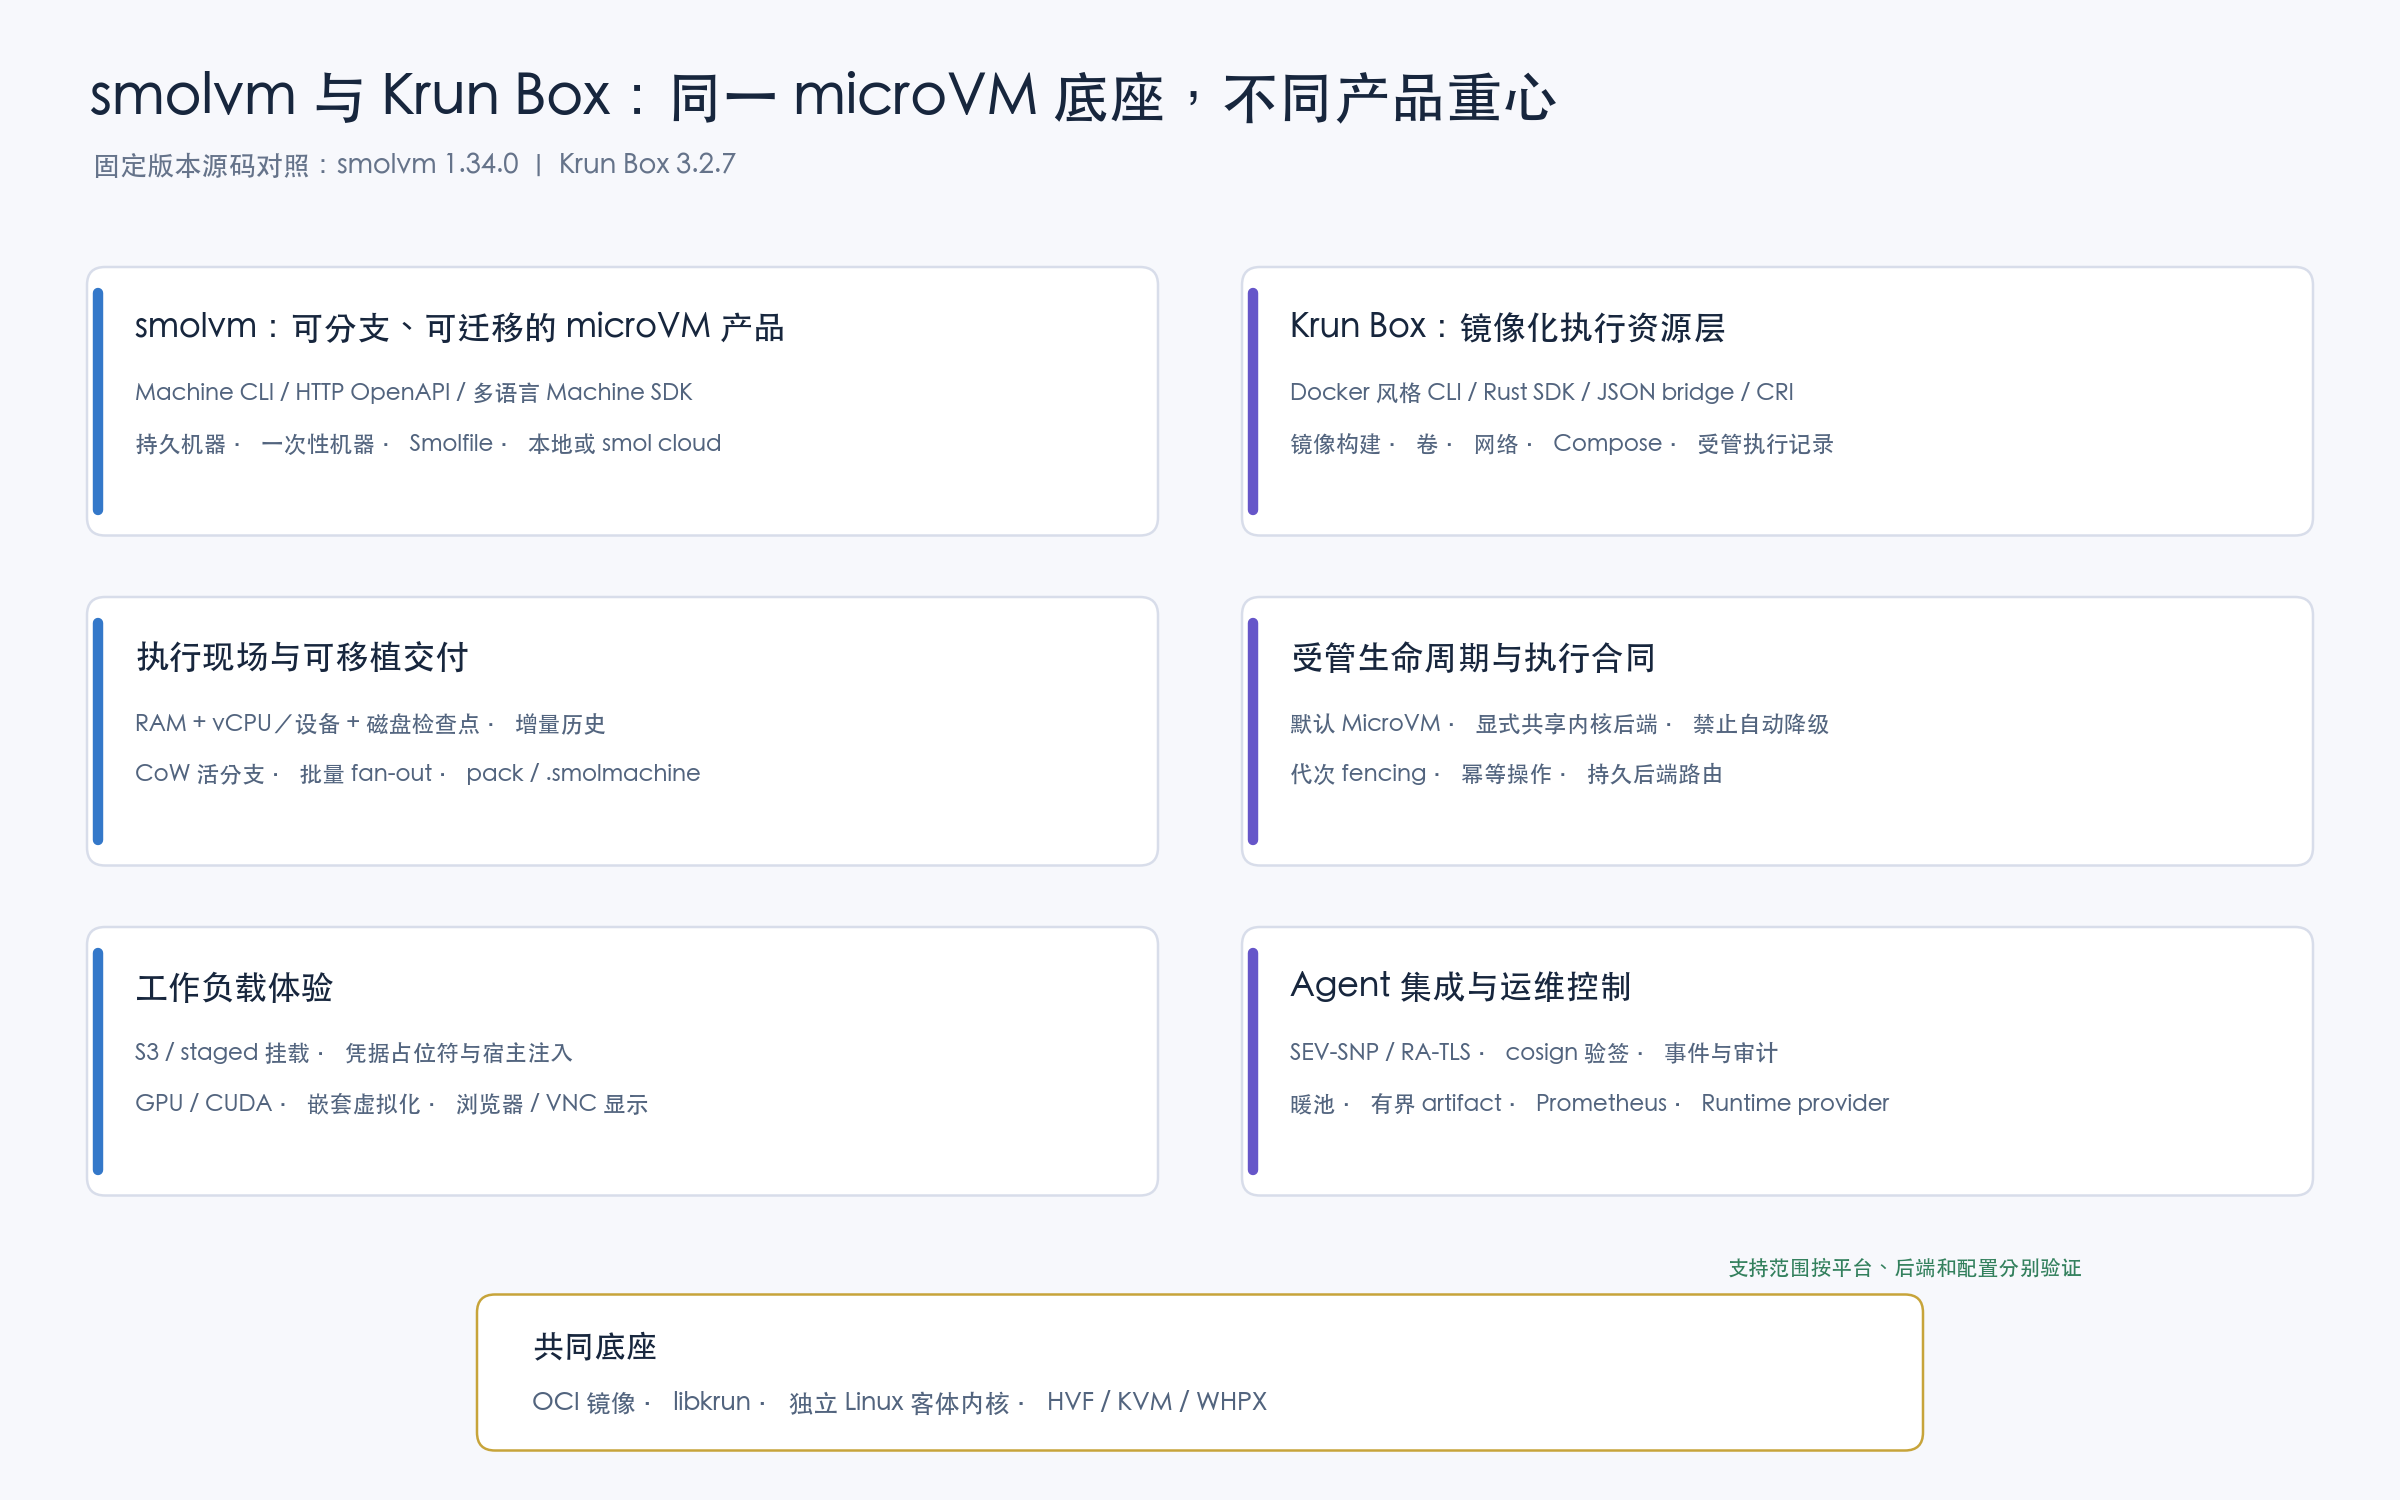 smolvm 与 Krun Box：同一 microVM 底座，不同产品重心
固定版本源码对照：smolvm 1.34.0 | Krun Box 3.2.7
smolvm：可分支、可迁移的 microVM 产品
Machine CLI / HTTP OpenAPI / 多语言 Machine SDK
持久机器 · 一次性机器 · Smolfile · 本地或 smol cloud
Krun Box：镜像化执行资源层
Docker 风格 CLI / Rust SDK / JSON bridge / CRI
镜像构建 · 卷 · 网络 · Compose · 受管执行记录
执行现场与可移植交付
RAM + vCPU／设备 + 磁盘检查点 · 增量历史
CoW 活分支 · 批量 fan-out · pack / .smolmachine
受管生命周期与执行合同
默认 MicroVM · 显式共享内核后端 · 禁止自动降级
代次 fencing · 幂等操作 · 持久后端路由
工作负载体验
S3 / staged 挂载 · 凭据占位符与宿主注入
GPU / CUDA · 嵌套虚拟化 · 浏览器 / VNC 显示
Agent 集成与运维控制
SEV-SNP / RA-TLS · cosign 验签 · 事件与审计
暖池 · 有界 artifact · Prometheus · Runtime provider
支持范围按平台、后端和配置分别验证
共同底座
OCI 镜像 · libkrun · 独立 Linux 客体内核 · HVF / KVM / WHPX